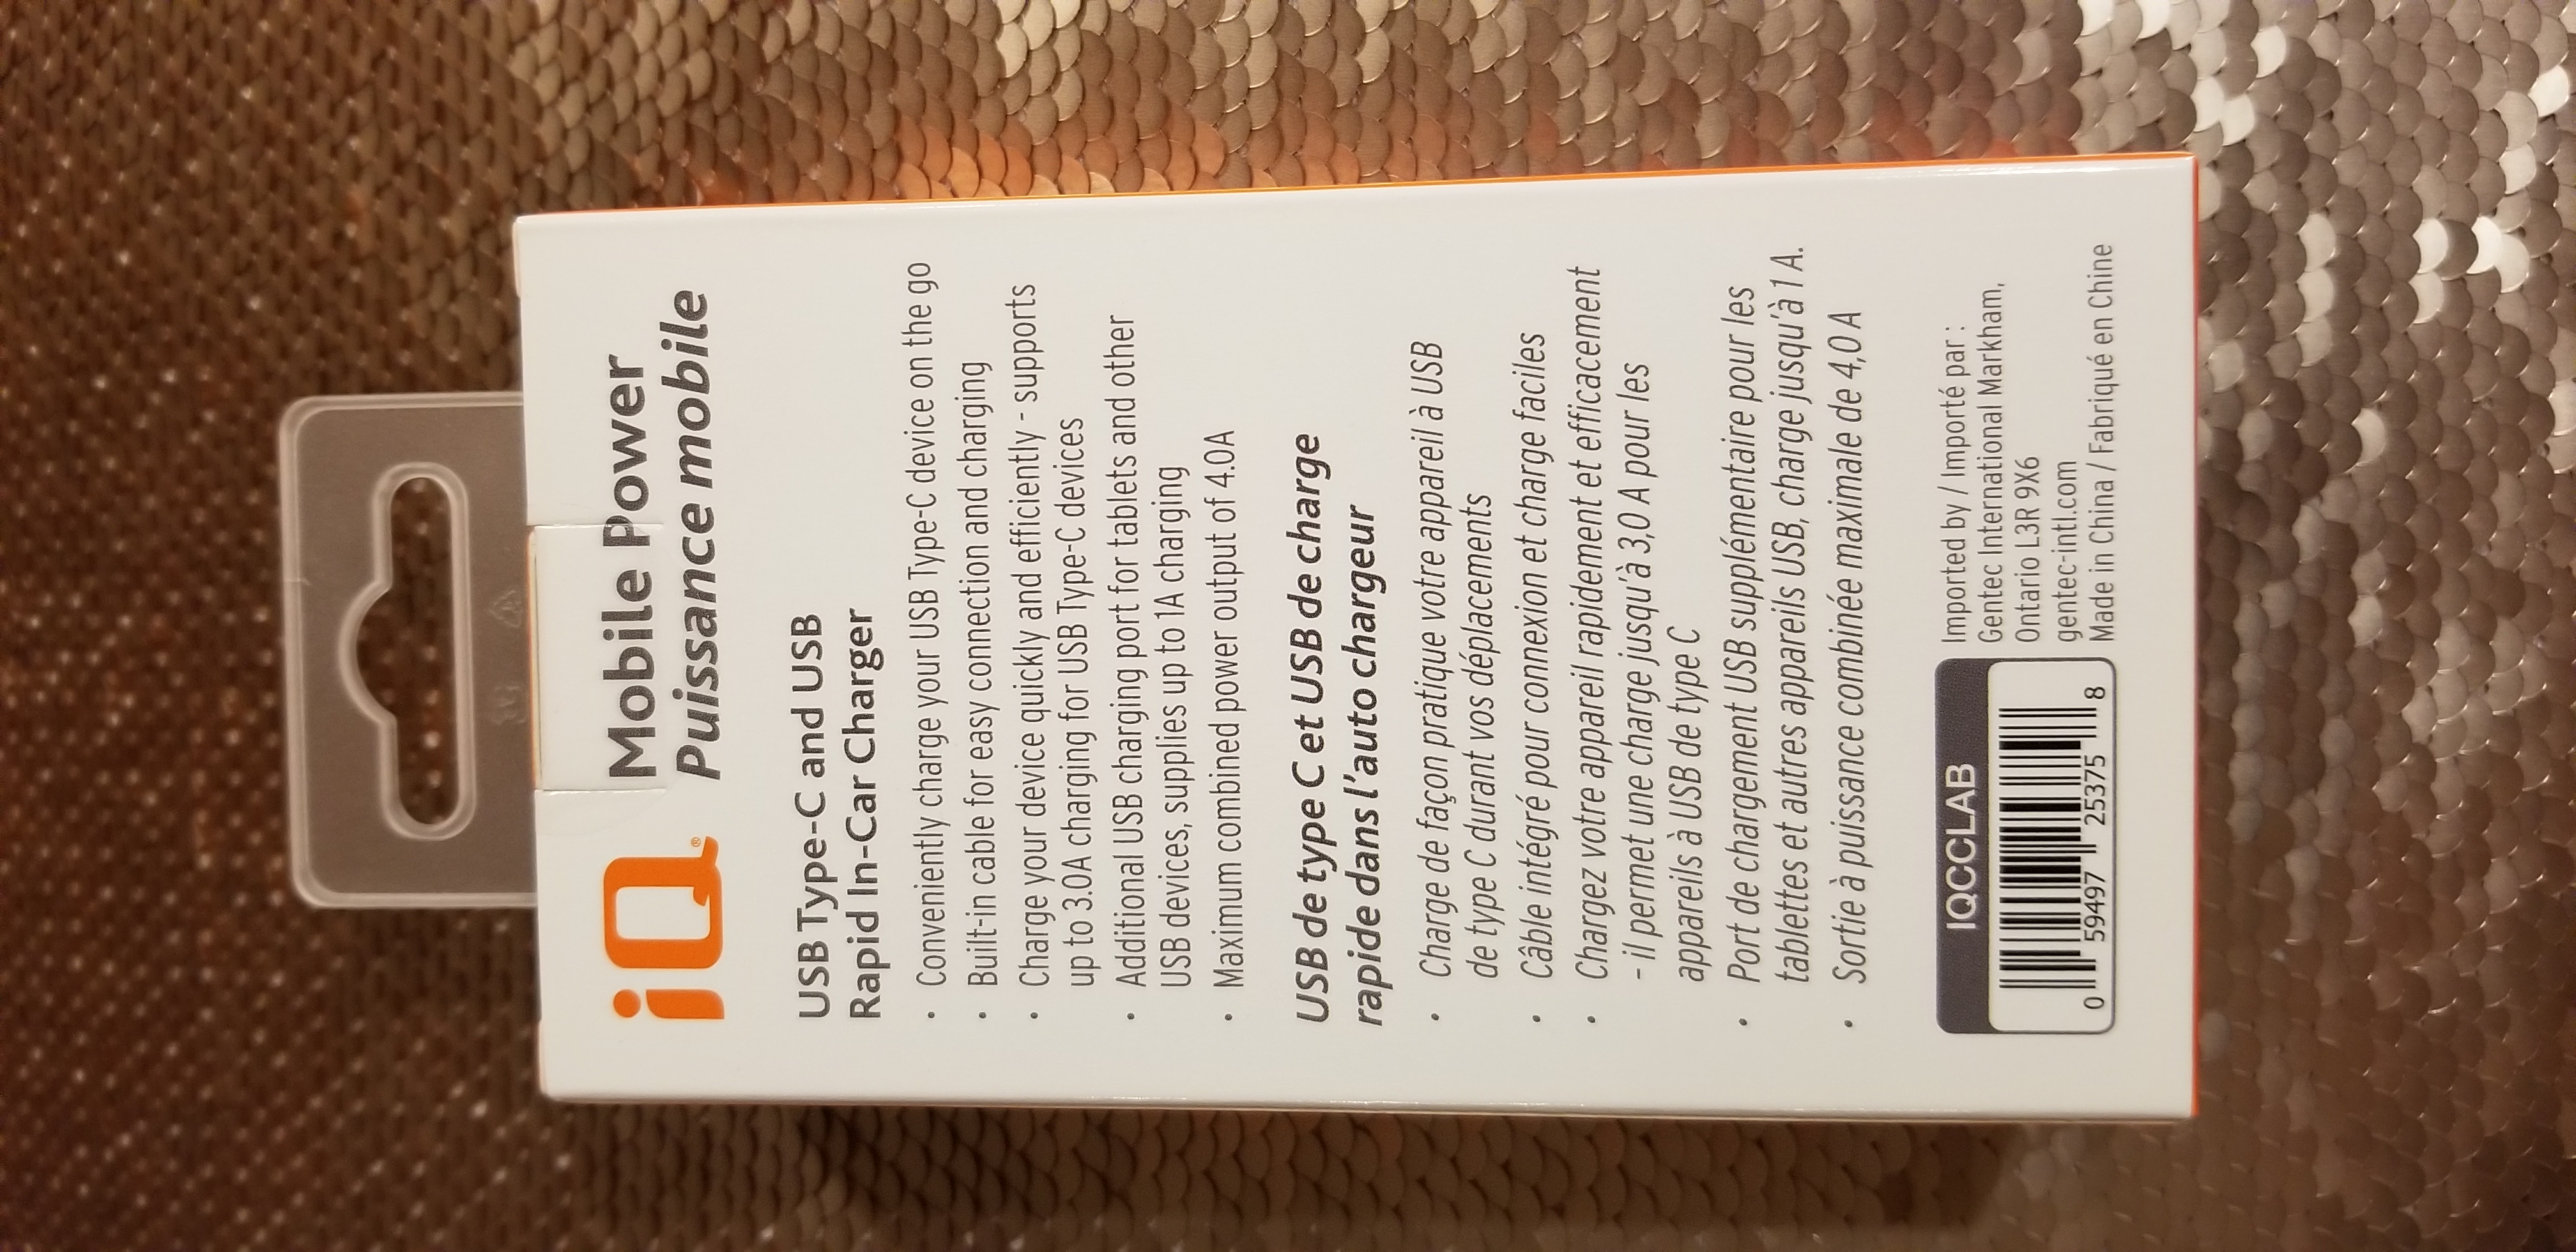 iQ®
Mobile Power
Puissance mobile
USB Type-C and USB
Rapid In-Car Charger
• Conveniently charge your USB Type-C device on the go
• Built-in cable for easy connection and charging
• Charge your device quickly and efficiently - supports
up to 3.0A charging for USB Type-C devices
• Additional USB charging port for tablets and other
USB devices, supplies up to 1A charging
• Maximum combined power output of 4.0A
USB de type C et USB de charge
rapide dans l'auto chargeur
• Charge de façon pratique votre appareil à USB
de type C durant vos déplacements
• Câble intégré pour connexion et charge faciles
• Chargez votre appareil rapidement et efficacement
- il permet une charge jusqu'à 3,0 A pour les
appareils à USB de type C
• Port de chargement USB supplémentaire pour les
tablettes et autres appareils USB, charge jusqu'à 1 A.
• Sortie à puissance combinée maximale de 4,0 A
IQCCLAB
0 59497 25375 8
Imported by / Importé par :
Gentec International Markham,
Ontario L3R 9X6
gentec-intl.com
Made in China / Fabriqué en Chine